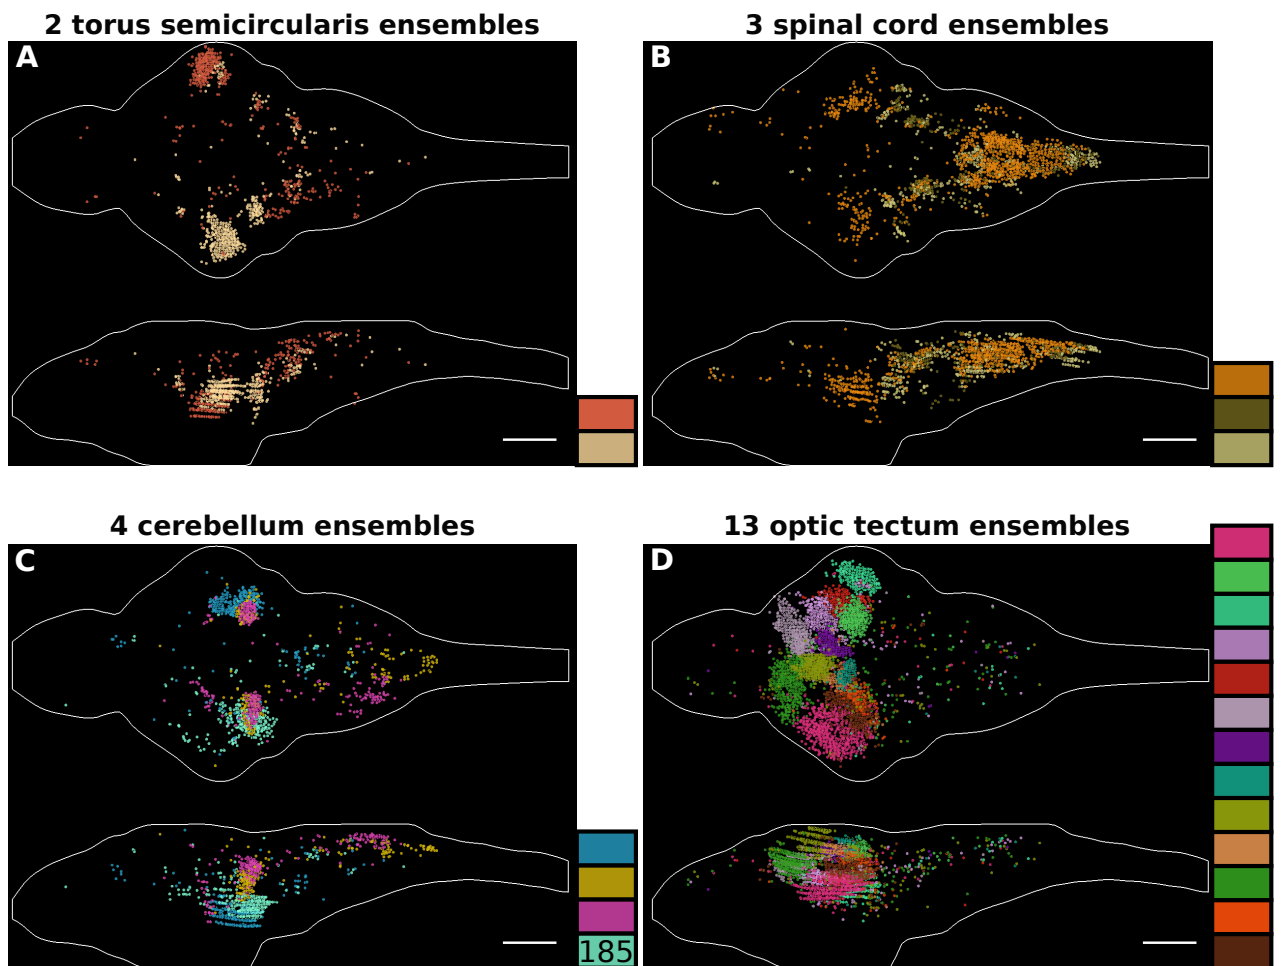 2 torus semicircularis ensembles
3 spinal cord ensembles
A
B
4 cerebellum ensembles
13 optic tectum ensembles
C
D
185